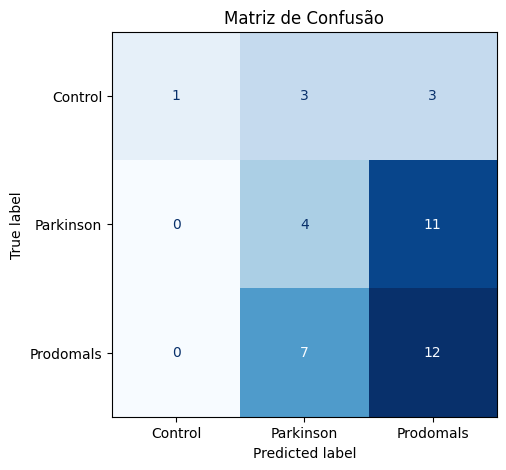 Matriz de Confusão
Control 1 3 3
Parkinson 0 4 11
Prodomals 0 7 12
True label
Control Parkinson Prodomals
Predicted label